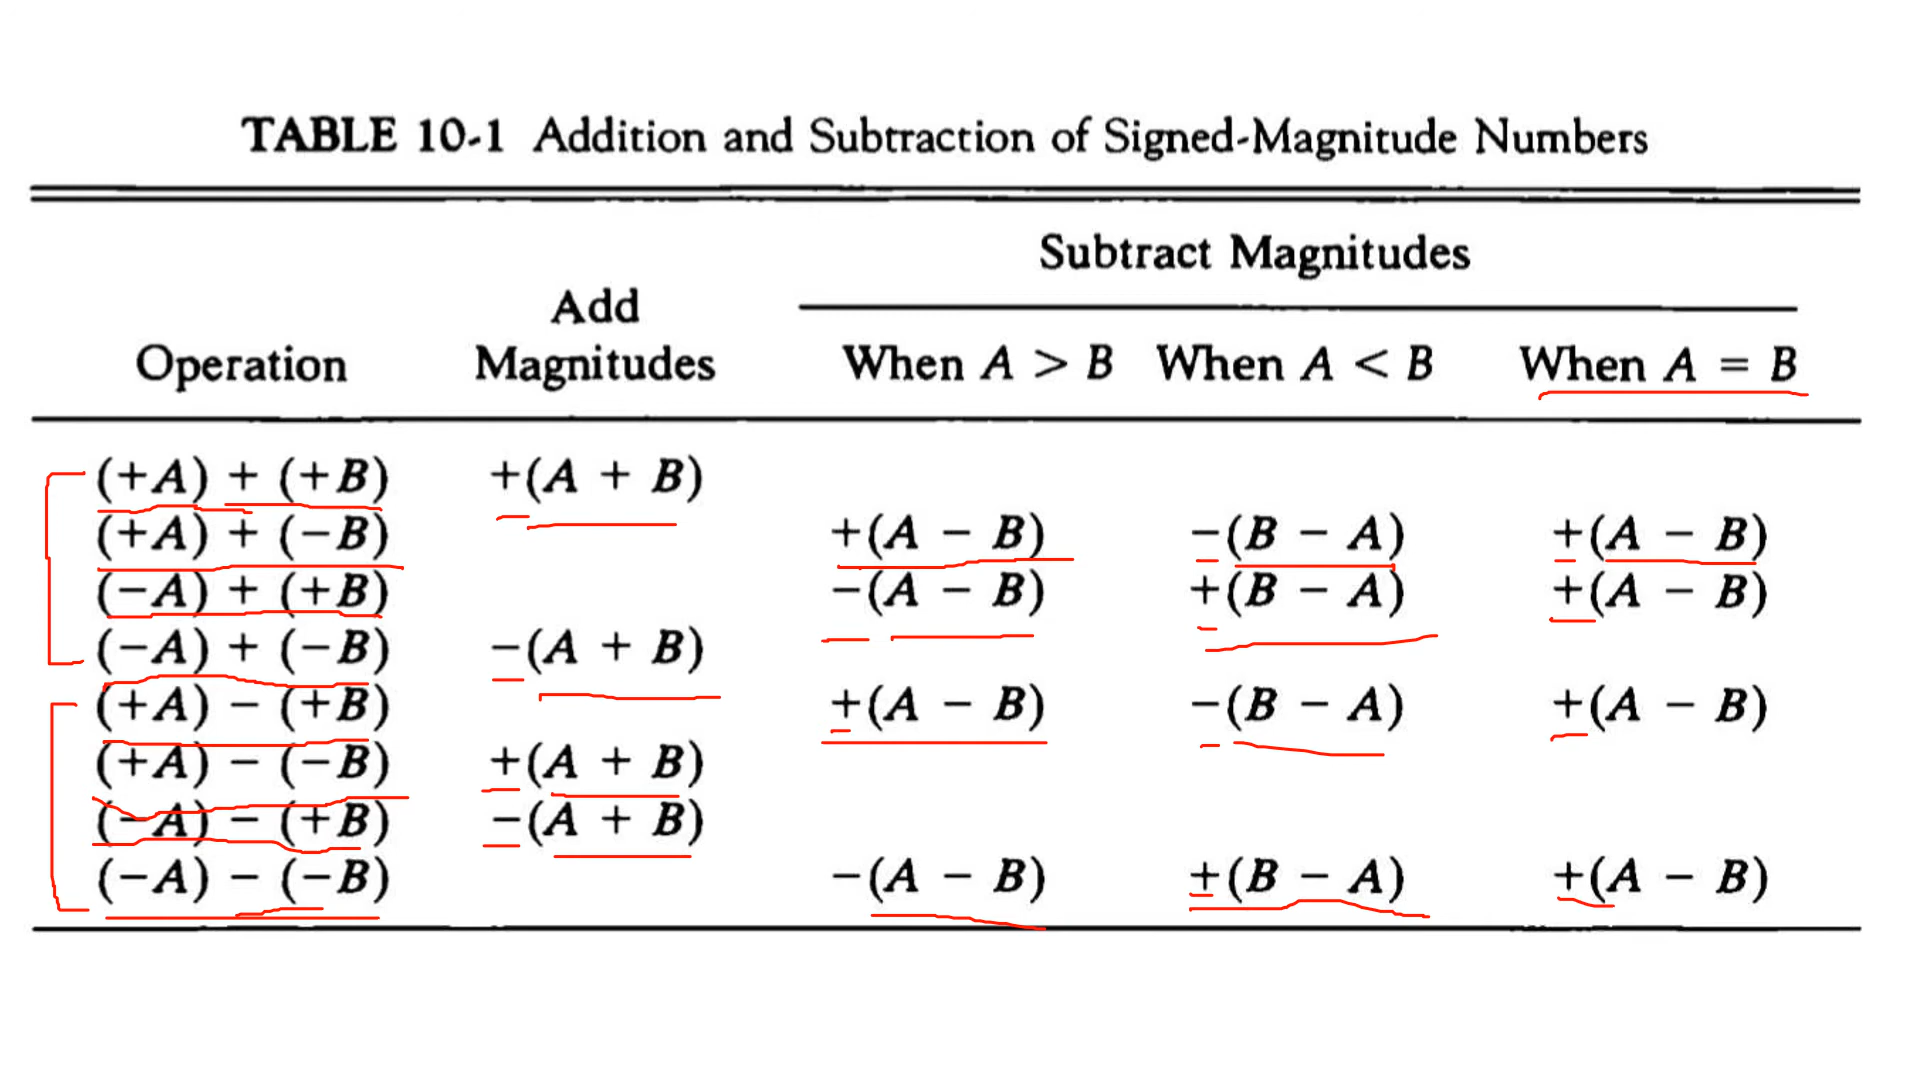 TABLE 10-1 Addition and Subtraction of Signed-Magnitude Numbers
Subtract Magnitudes
Operation Add Magnitudes When A > B When A < B When A = B
(+A) + (+B) +(A + B)
(+A) + (−B) +(A − B) −(B − A) +(A − B)
(−A) + (+B) −(A − B) +(B − A) +(A − B)
(−A) + (−B) −(A + B)
(+A) − (+B) +(A − B) −(B − A) +(A − B)
(+A) − (−B) +(A + B)
(−A) − (+B) −(A + B)
(−A) − (−B) −(A − B) +(B − A) +(A − B)